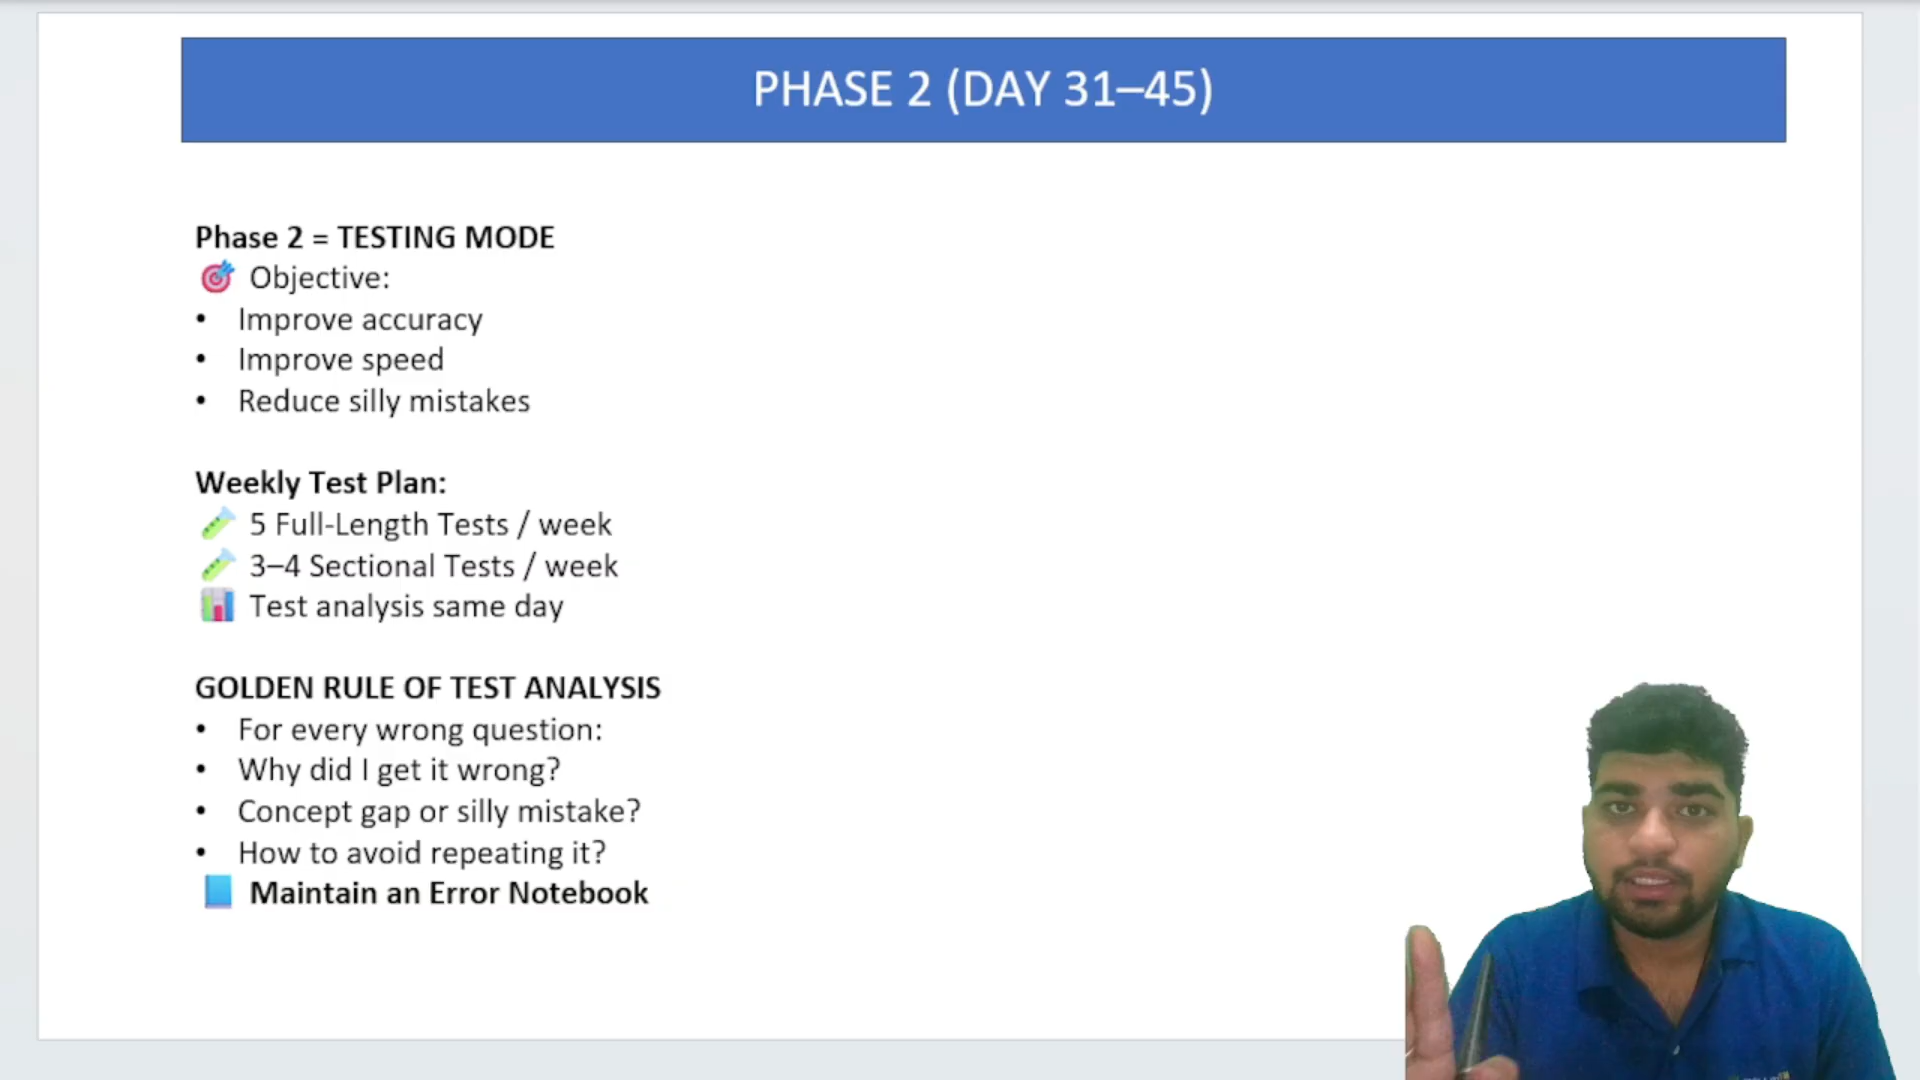 PHASE 2 (DAY 31–45)
Phase 2 = TESTING MODE
🎯 Objective:
• Improve accuracy
• Improve speed
• Reduce silly mistakes
Weekly Test Plan:
🧪 5 Full-Length Tests / week
🧪 3–4 Sectional Tests / week
📊 Test analysis same day
GOLDEN RULE OF TEST ANALYSIS
• For every wrong question:
• Why did I get it wrong?
• Concept gap or silly mistake?
• How to avoid repeating it?
📘 Maintain an Error Notebook